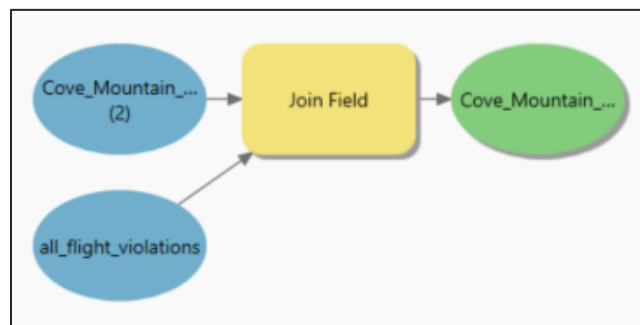 Cove_Mountain_...
(2)
Join Field
Cove_Mountain_...
all_flight_violations